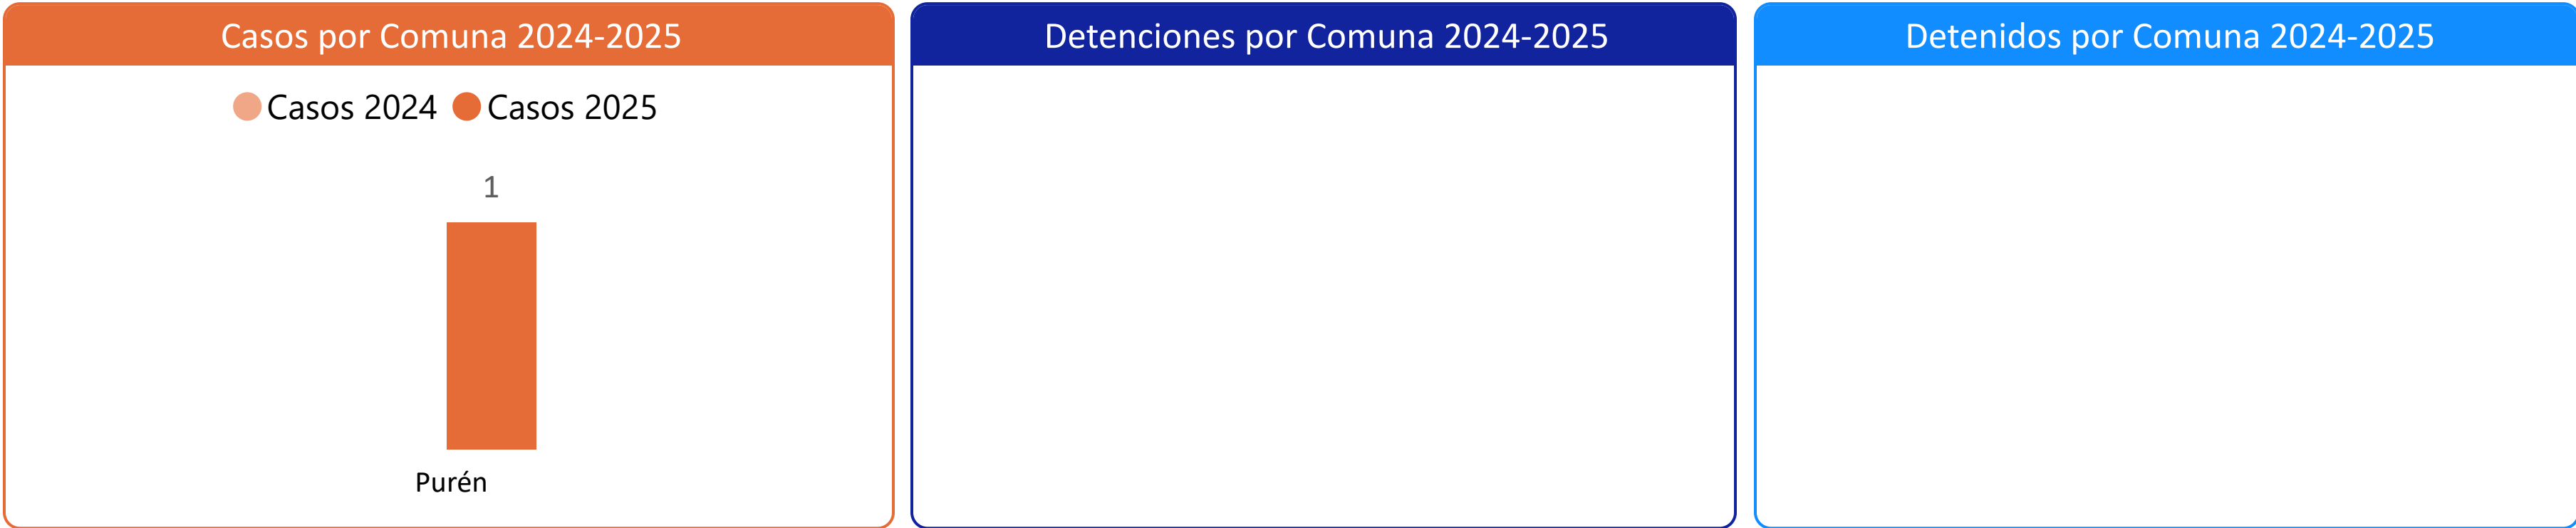 Casos por Comuna 2024-2025
Casos 2024 Casos 2025
1
Purén
Detenciones por Comuna 2024-2025
Detenidos por Comuna 2024-2025